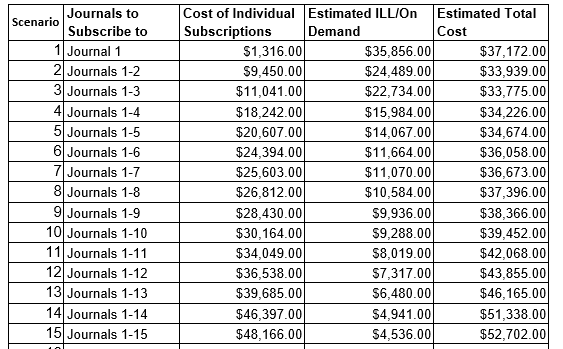 Scenario Journals to Subscribe to Cost of Individual Subscriptions Estimated ILL/On Demand Estimated Total Cost
1 Journal 1 $1,316.00 $35,856.00 $37,172.00
2 Journals 1-2 $9,450.00 $24,489.00 $33,939.00
3 Journals 1-3 $11,041.00 $22,734.00 $33,775.00
4 Journals 1-4 $18,242.00 $15,984.00 $34,226.00
5 Journals 1-5 $20,607.00 $14,067.00 $34,674.00
6 Journals 1-6 $24,394.00 $11,664.00 $36,058.00
7 Journals 1-7 $25,603.00 $11,070.00 $36,673.00
8 Journals 1-8 $26,812.00 $10,584.00 $37,396.00
9 Journals 1-9 $28,430.00 $9,936.00 $38,366.00
10 Journals 1-10 $30,164.00 $9,288.00 $39,452.00
11 Journals 1-11 $34,049.00 $8,019.00 $42,068.00
12 Journals 1-12 $36,538.00 $7,317.00 $43,855.00
13 Journals 1-13 $39,685.00 $6,480.00 $46,165.00
14 Journals 1-14 $46,397.00 $4,941.00 $51,338.00
15 Journals 1-15 $48,166.00 $4,536.00 $52,702.00